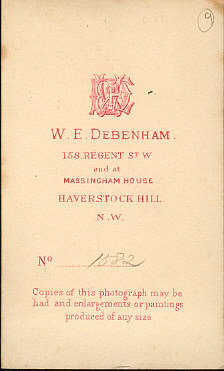 9
W. E. DEBENHAM.
158. REGENT ST W
and at
MASSINGHAM HOUSE
HAVERSTOCK HILL
N.W.
No 1582
Copies of this photograph may be
had and enlargements or paintings
produced of any size